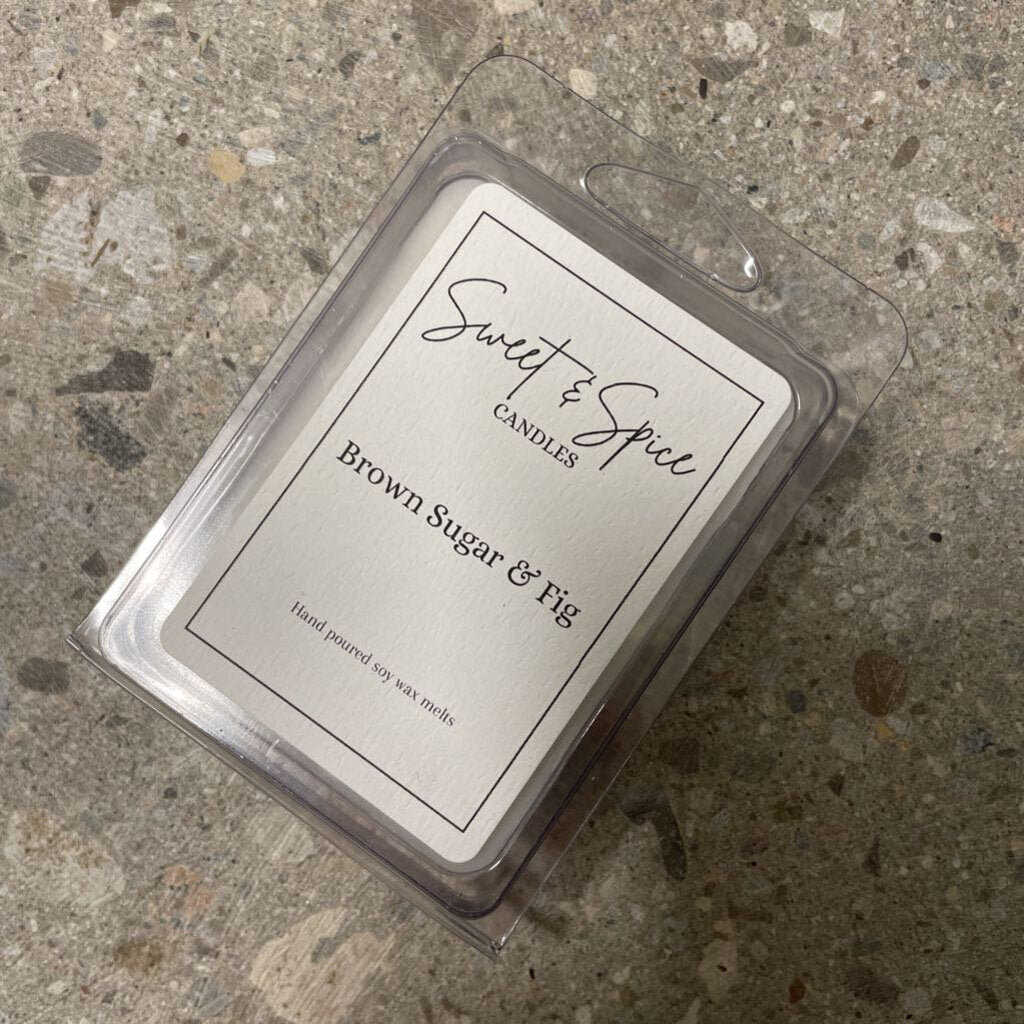 Sweet & Spice
CANDLES
Brown Sugar & Fig
Hand poured soy wax melts